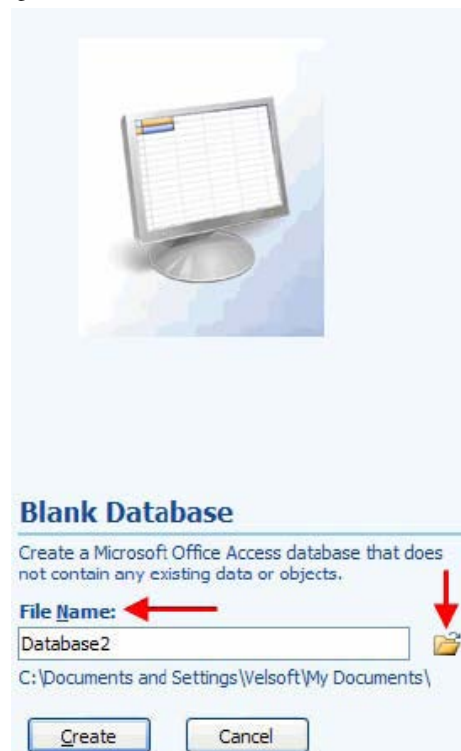 Blank Database
Create a Microsoft Office Access database that does
not contain any existing data or objects.
File Name:
Database2
C:\Documents and Settings\Velsoft\My Documents\
Create Cancel